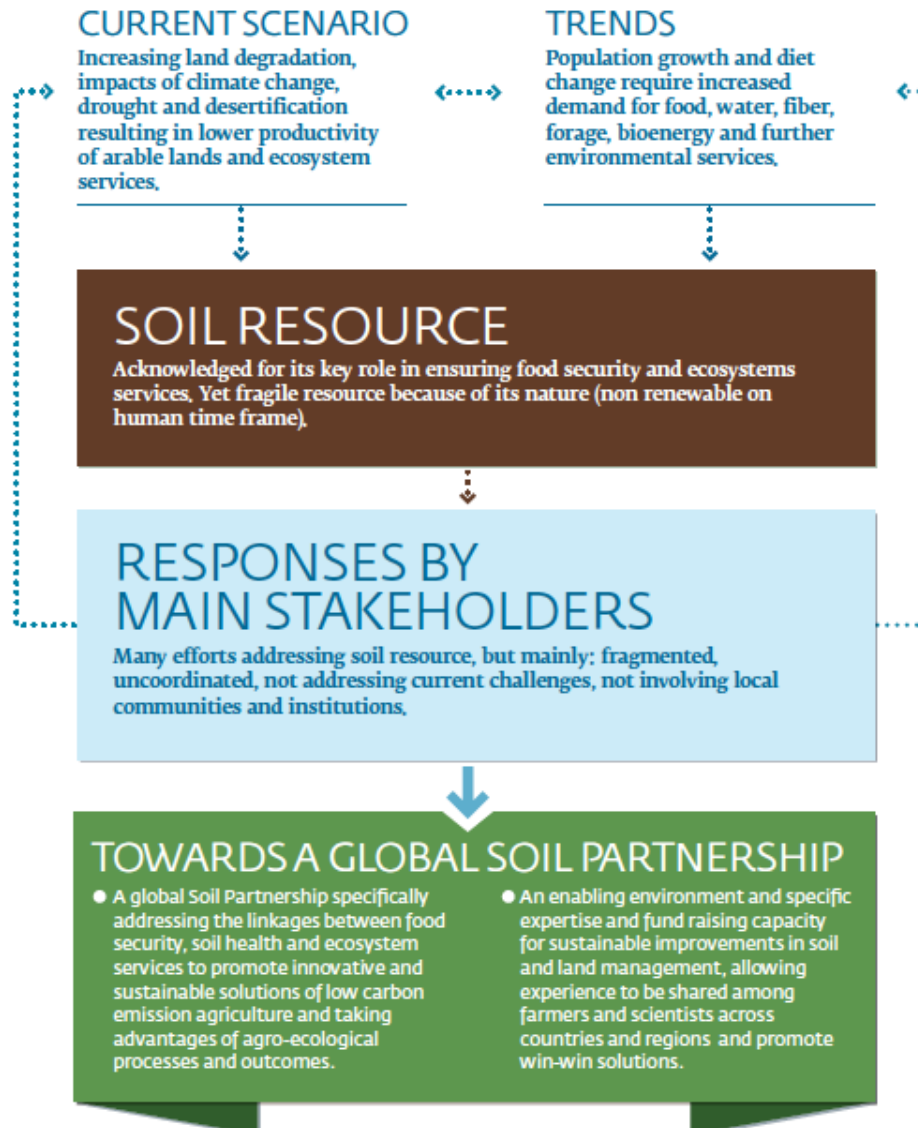 CURRENT SCENARIO
Increasing land degradation,
impacts of climate change,
drought and desertification
resulting in lower productivity
of arable lands and ecosystem
services.
TRENDS
Population growth and diet
change require increased
demand for food, water, fiber,
forage, bioenergy and further
environmental services.
SOIL RESOURCE
Acknowledged for its key role in ensuring food security and ecosystems
services. Yet fragile resource because of its nature (non renewable on
human time frame).
RESPONSES BY
MAIN STAKEHOLDERS
Many efforts addressing soil resource, but mainly: fragmented,
uncoordinated, not addressing current challenges, not involving local
communities and institutions.
TOWARDS A GLOBAL SOIL PARTNERSHIP
● A global Soil Partnership specifically
addressing the linkages between food
security, soil health and ecosystem
services to promote innovative and
sustainable solutions of low carbon
emission agriculture and taking
advantages of agro-ecological
processes and outcomes.
● An enabling environment and specific
expertise and fund raising capacity
for sustainable improvements in soil
and land management, allowing
experience to be shared among
farmers and scientists across
countries and regions and promote
win-win solutions.